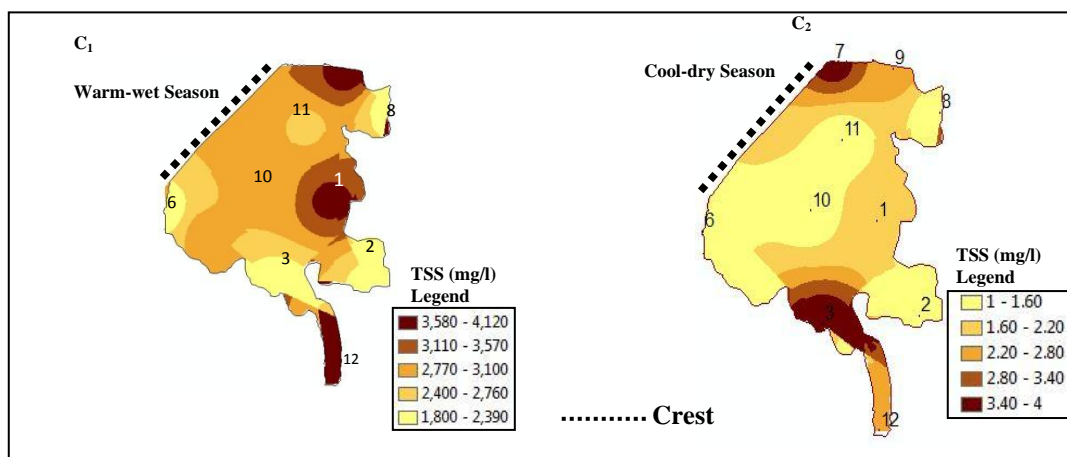 C1
Warm-wet Season
8
11
1
10
6
3
2
12
TSS (mg/l)
Legend
3,580 - 4,120
3,110 - 3,570
2,770 - 3,100
2,400 - 2,760
1,800 - 2,390
C2
7
9
Cool-dry Season
8
11
10
1
6
3
2
12
TSS (mg/l)
Legend
1 - 1.60
1.60 - 2.20
2.20 - 2.80
2.80 - 3.40
3.40 - 4
Crest